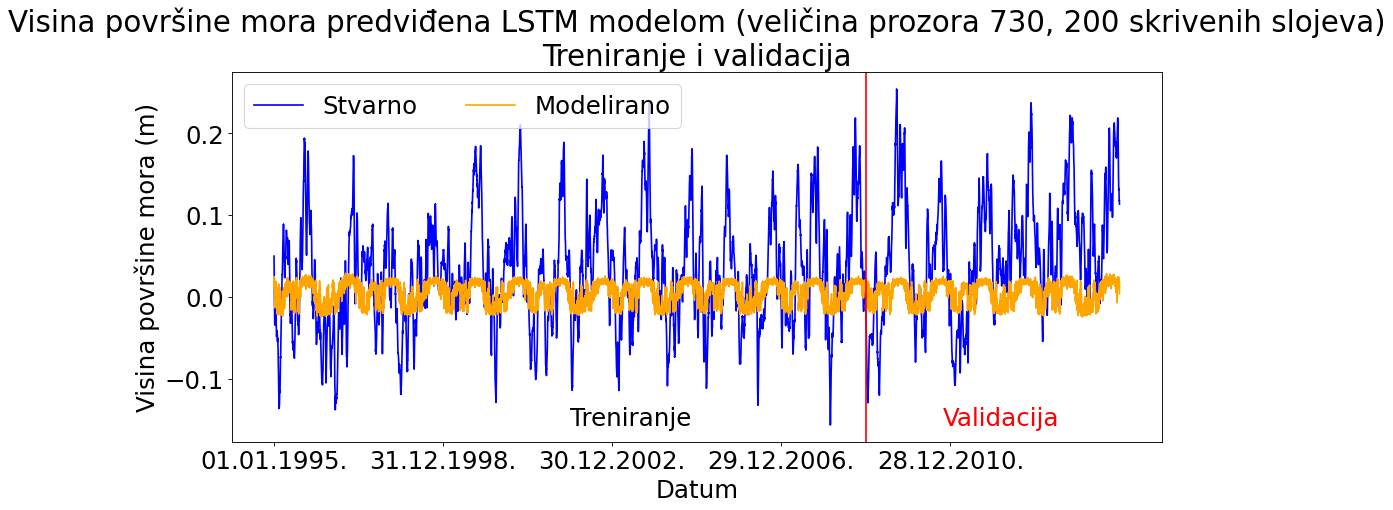 Visina površine mora predviđena LSTM modelom (veličina prozora 730, 200 skrivenih slojeva)
Treniranje i validacija
Stvarno
Modelirano
Visina površine mora (m)
0.2
0.1
0.0
−0.1
Treniranje
Validacija
01.01.1995.
31.12.1998.
30.12.2002.
29.12.2006.
28.12.2010.
Datum